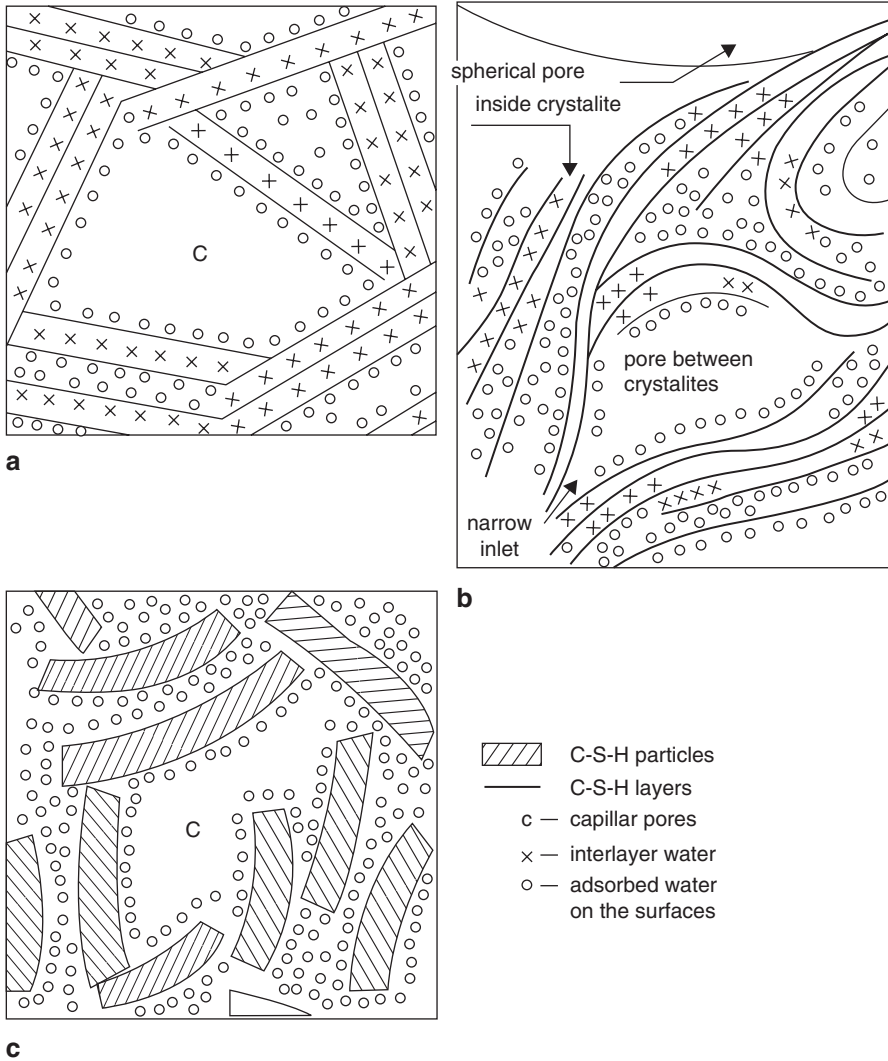 C
a
spherical pore
inside crystalite
pore between
crystalites
narrow
inlet
b
C
c
C-S-H particles
C-S-H layers
c — capillar pores
× — interlayer water
○ — adsorbed water
on the surfaces